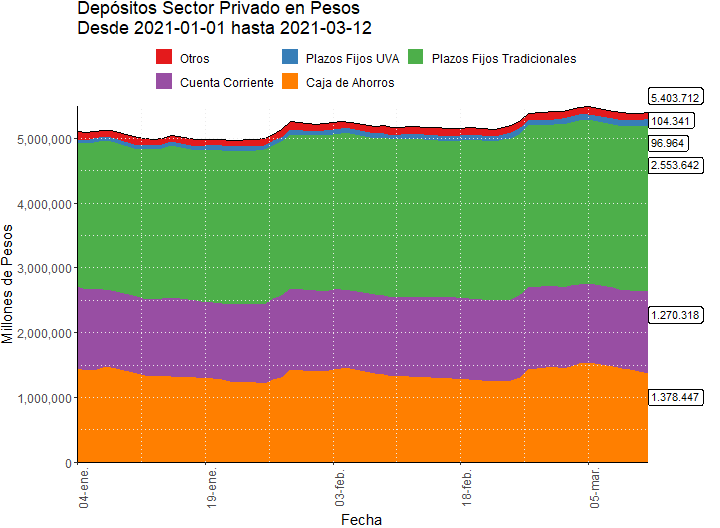 Depósitos Sector Privado en Pesos
Desde 2021-01-01 hasta 2021-03-12
Otros
Plazos Fijos UVA
Plazos Fijos Tradicionales
Cuenta Corriente
Caja de Ahorros
Millones de Pesos
5,000,000
4,000,000
3,000,000
2,000,000
1,000,000
0
5.403.712
104.341
96.964
2.553.642
1.270.318
1.378.447
04-ene.
19-ene.
03-feb.
18-feb.
05-mar.
Fecha